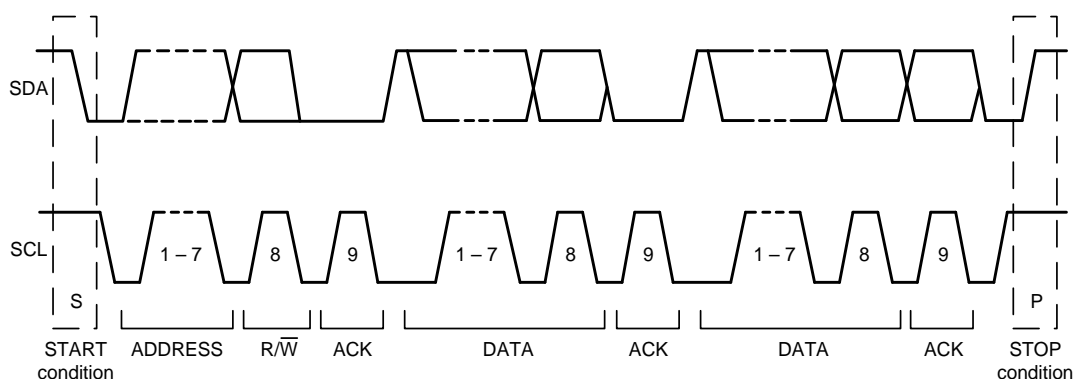 SDA
SCL
1 – 7
8
9
1 – 7
8
9
1 – 7
8
9
S
P
START
condition
ADDRESS
R/W̅
ACK
DATA
ACK
DATA
ACK
STOP
condition